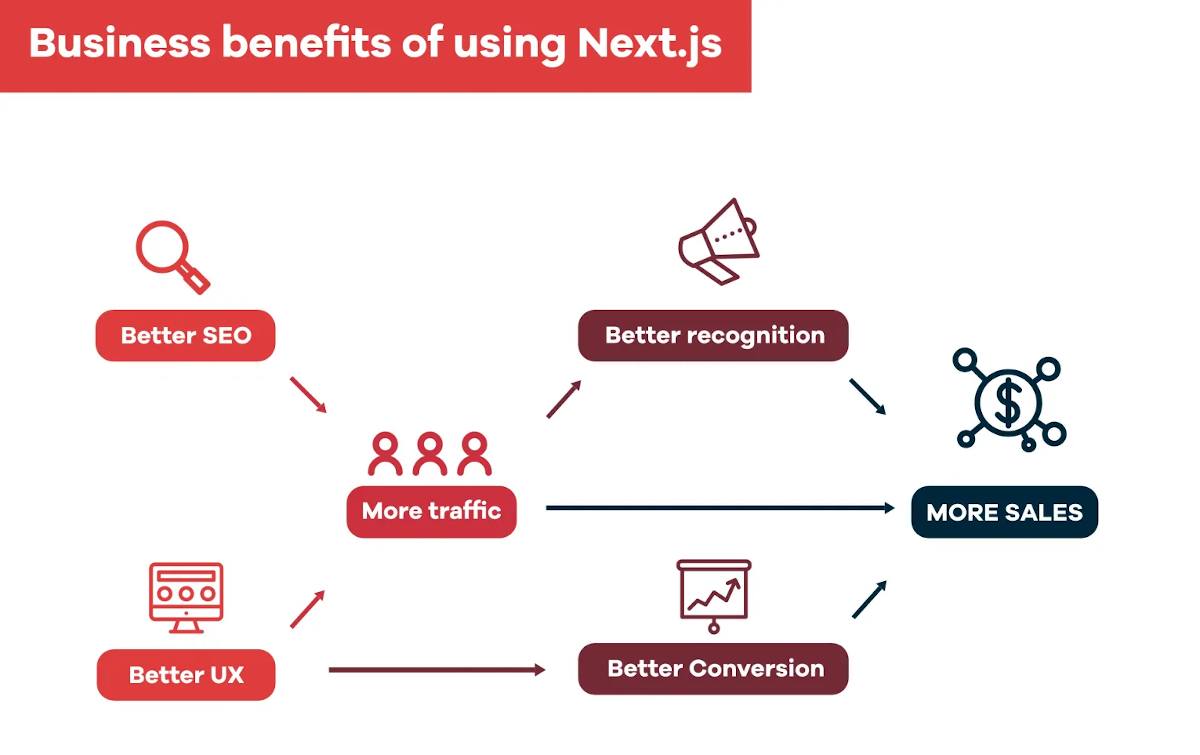 Business benefits of using Next.js
Better SEO
Better recognition
More traffic
MORE SALES
Better UX
Better Conversion